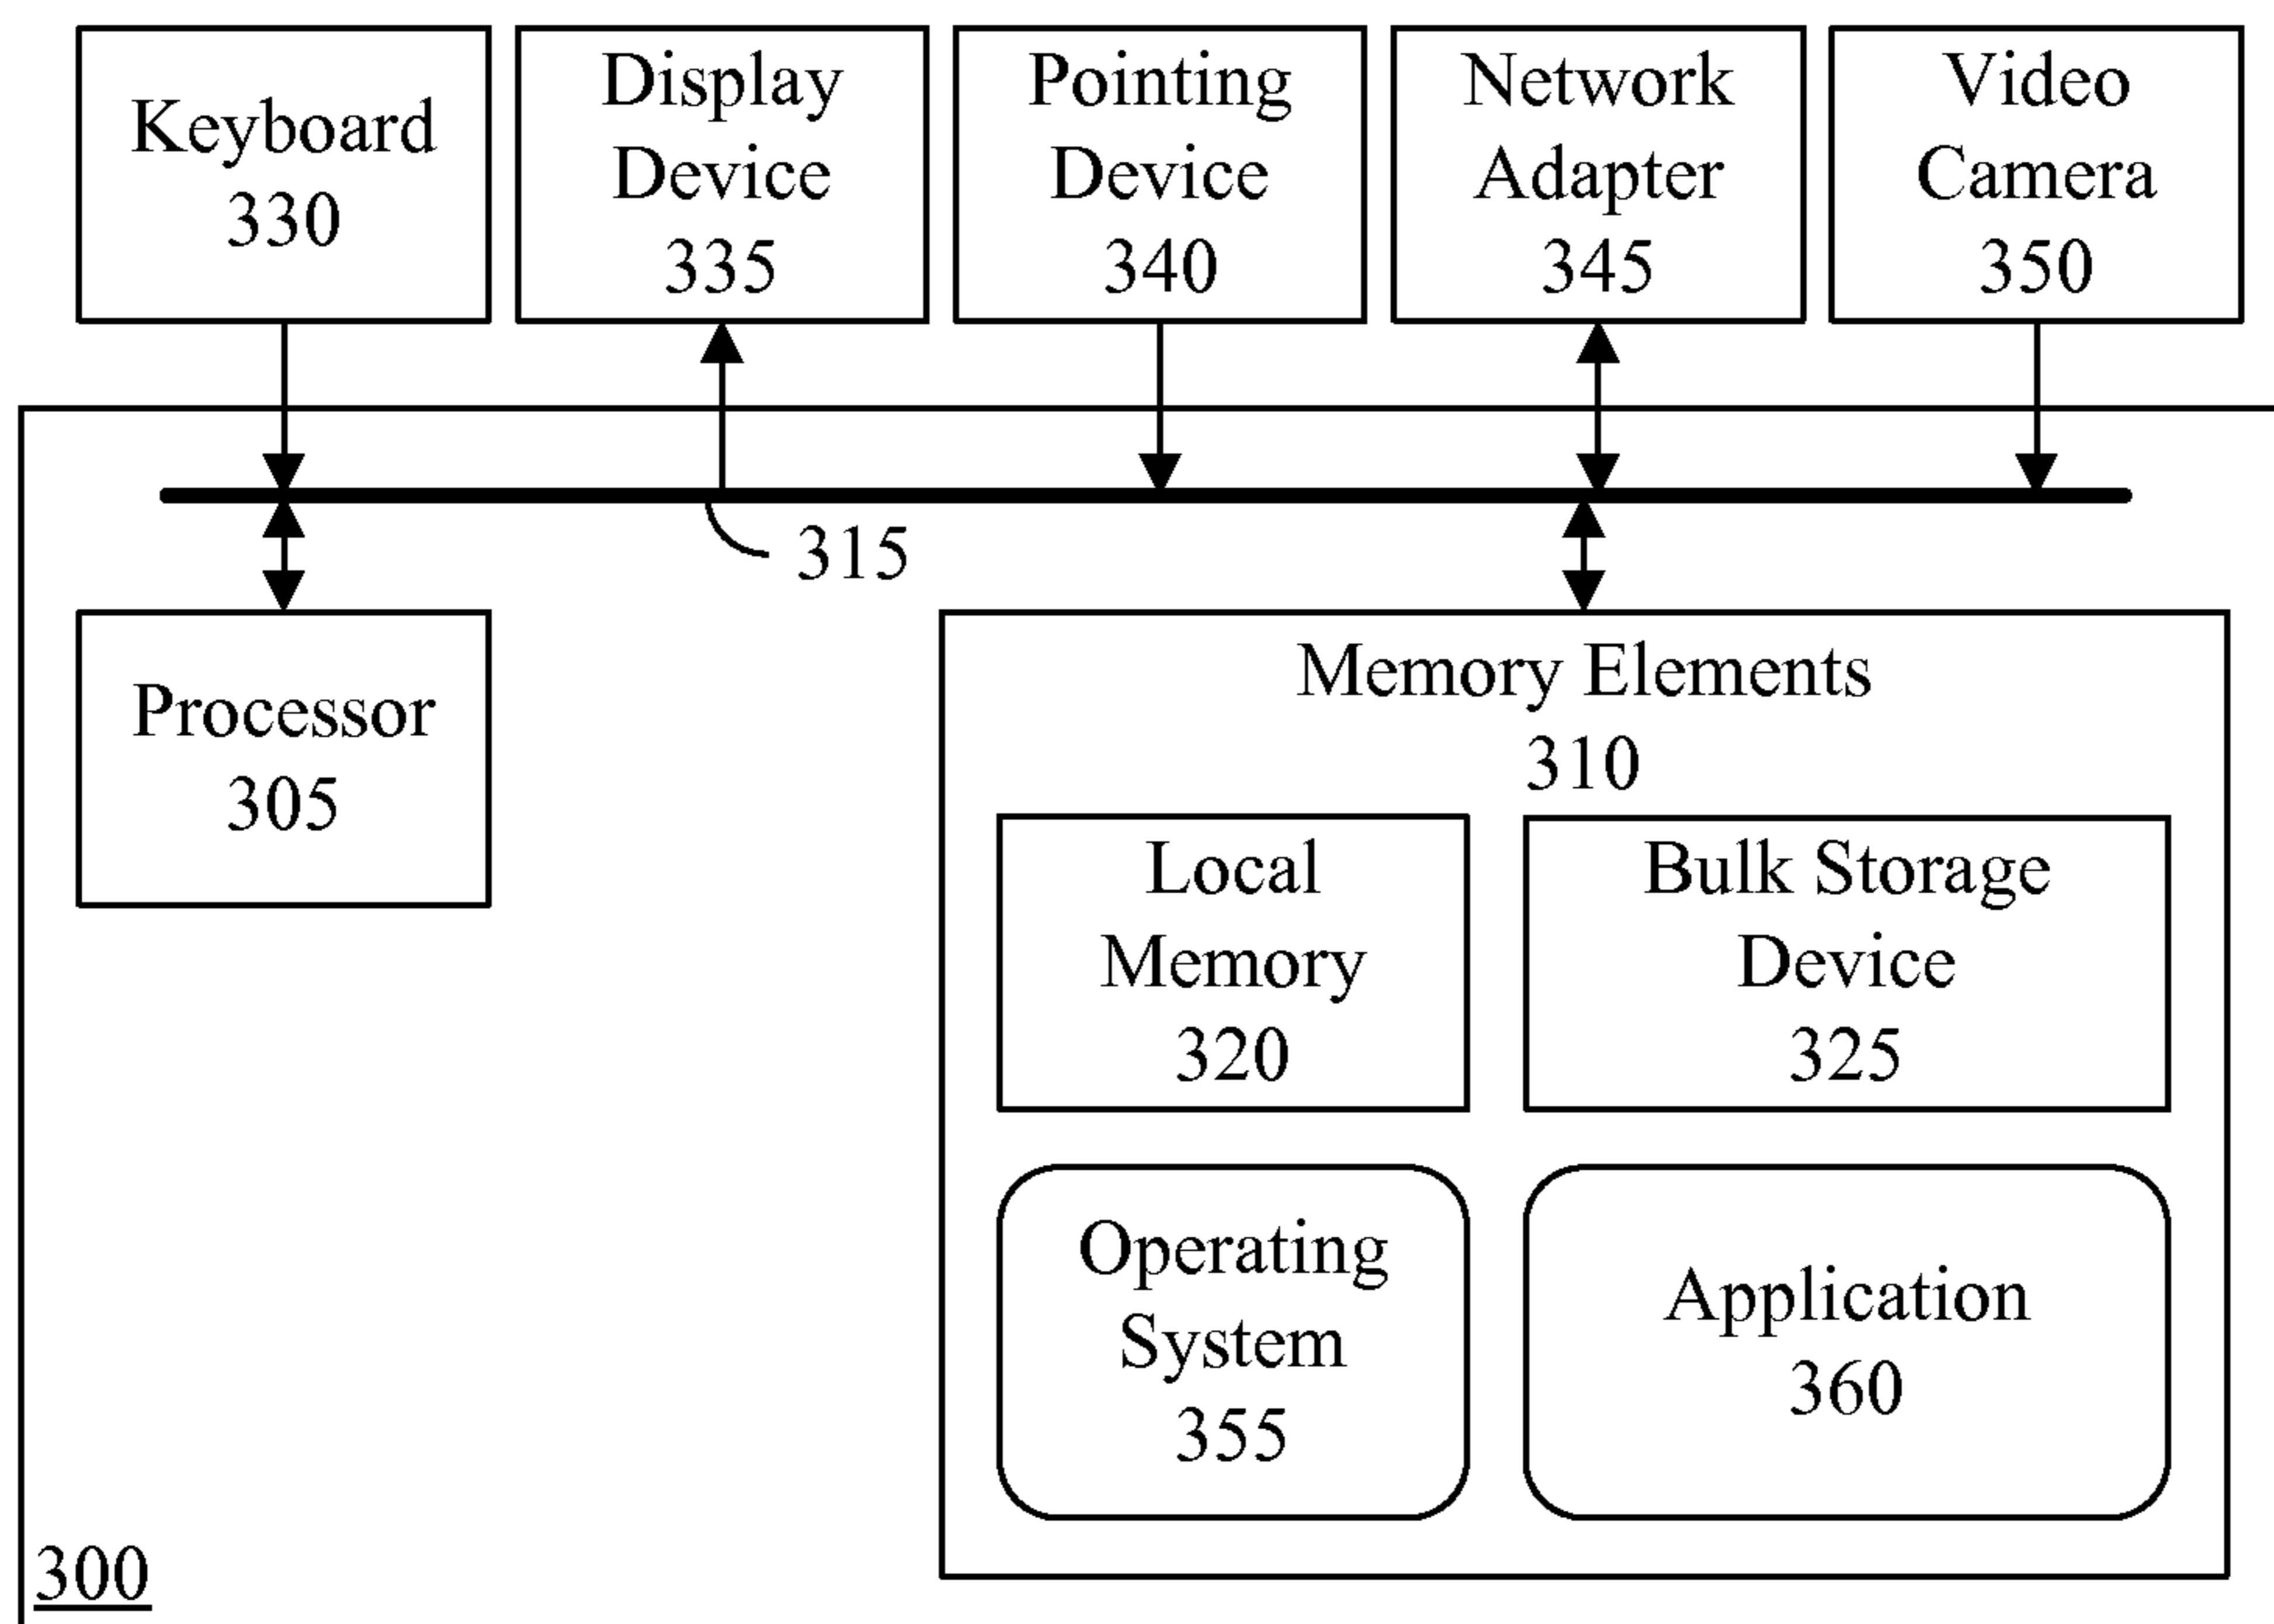 Keyboard
330
Display
Device
335
Pointing
Device
340
Network
Adapter
345
Video
Camera
350
315
Processor
305
Memory Elements
310
Local
Memory
320
Bulk Storage
Device
325
Operating
System
355
Application
360
300